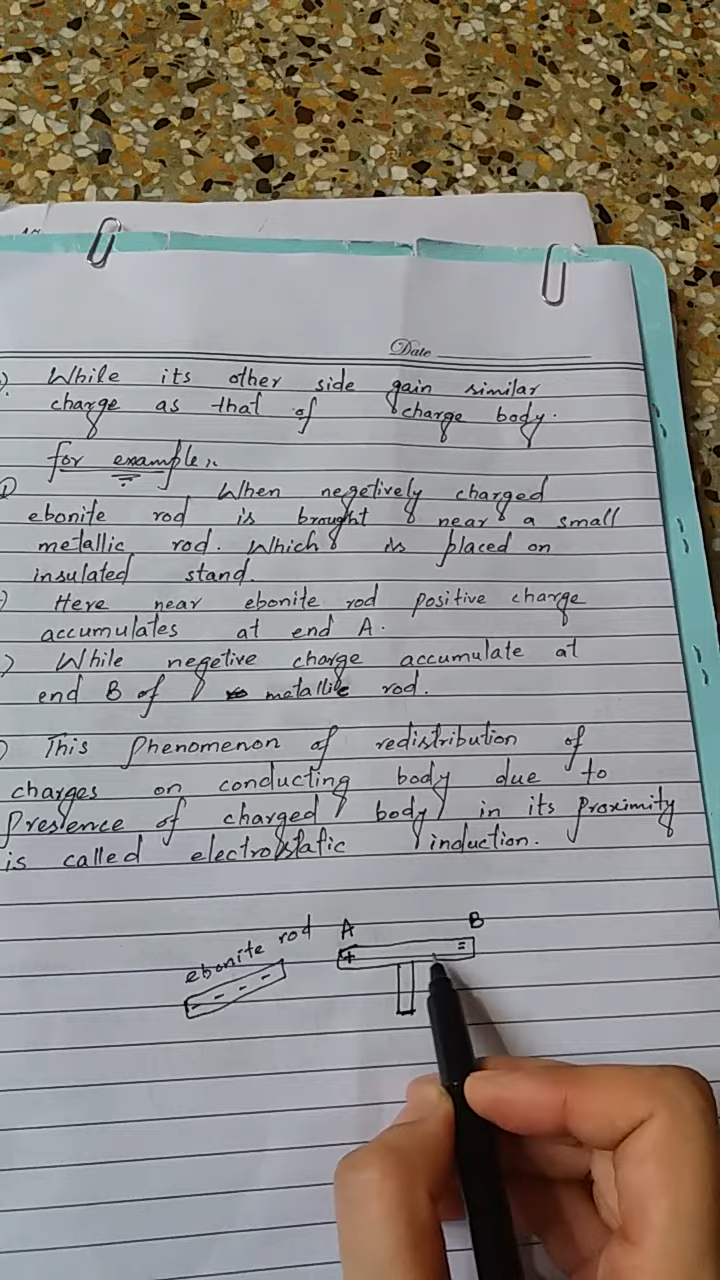 Date
While its other side gain similar
charge as that of charge body.
for example:.
When negetively charged
ebonite rod is brought near a small
metallic rod. Which is placed on
insulated stand.
Here near ebonite rod positive charge
accumulates at end A.
While negetive charge accumulate at
end B of metallic rod.
This Phenomenon of redistribution of
charges on conducting body due to
Presence of charged body in its Proximity
is called electrostatic induction.
A B
ebonite rod
+ =
- - - -